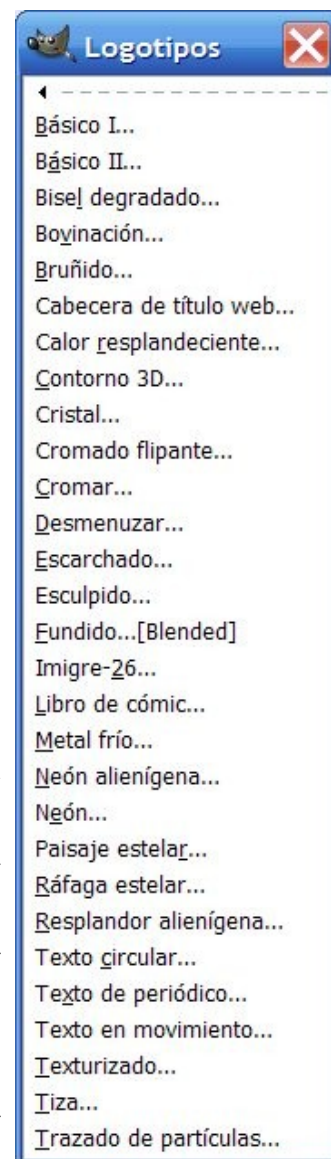 Logotipos
Básico I...
Básico II...
Bisel degradado...
Bovinación...
Bruñido...
Cabecera de título web...
Calor resplandeciente...
Contorno 3D...
Cristal...
Cromado flipante...
Cromar...
Desmenuzar...
Escarchado...
Esculpido...
Fundido...[Blended]
Imigre-26...
Libro de cómic...
Metal frío...
Neón alienígena...
Neón...
Paisaje estelar...
Ráfaga estelar...
Resplandor alienígena...
Texto circular...
Texto de periódico...
Texto en movimiento...
Texturizado...
Tiza...
Trazado de partículas...